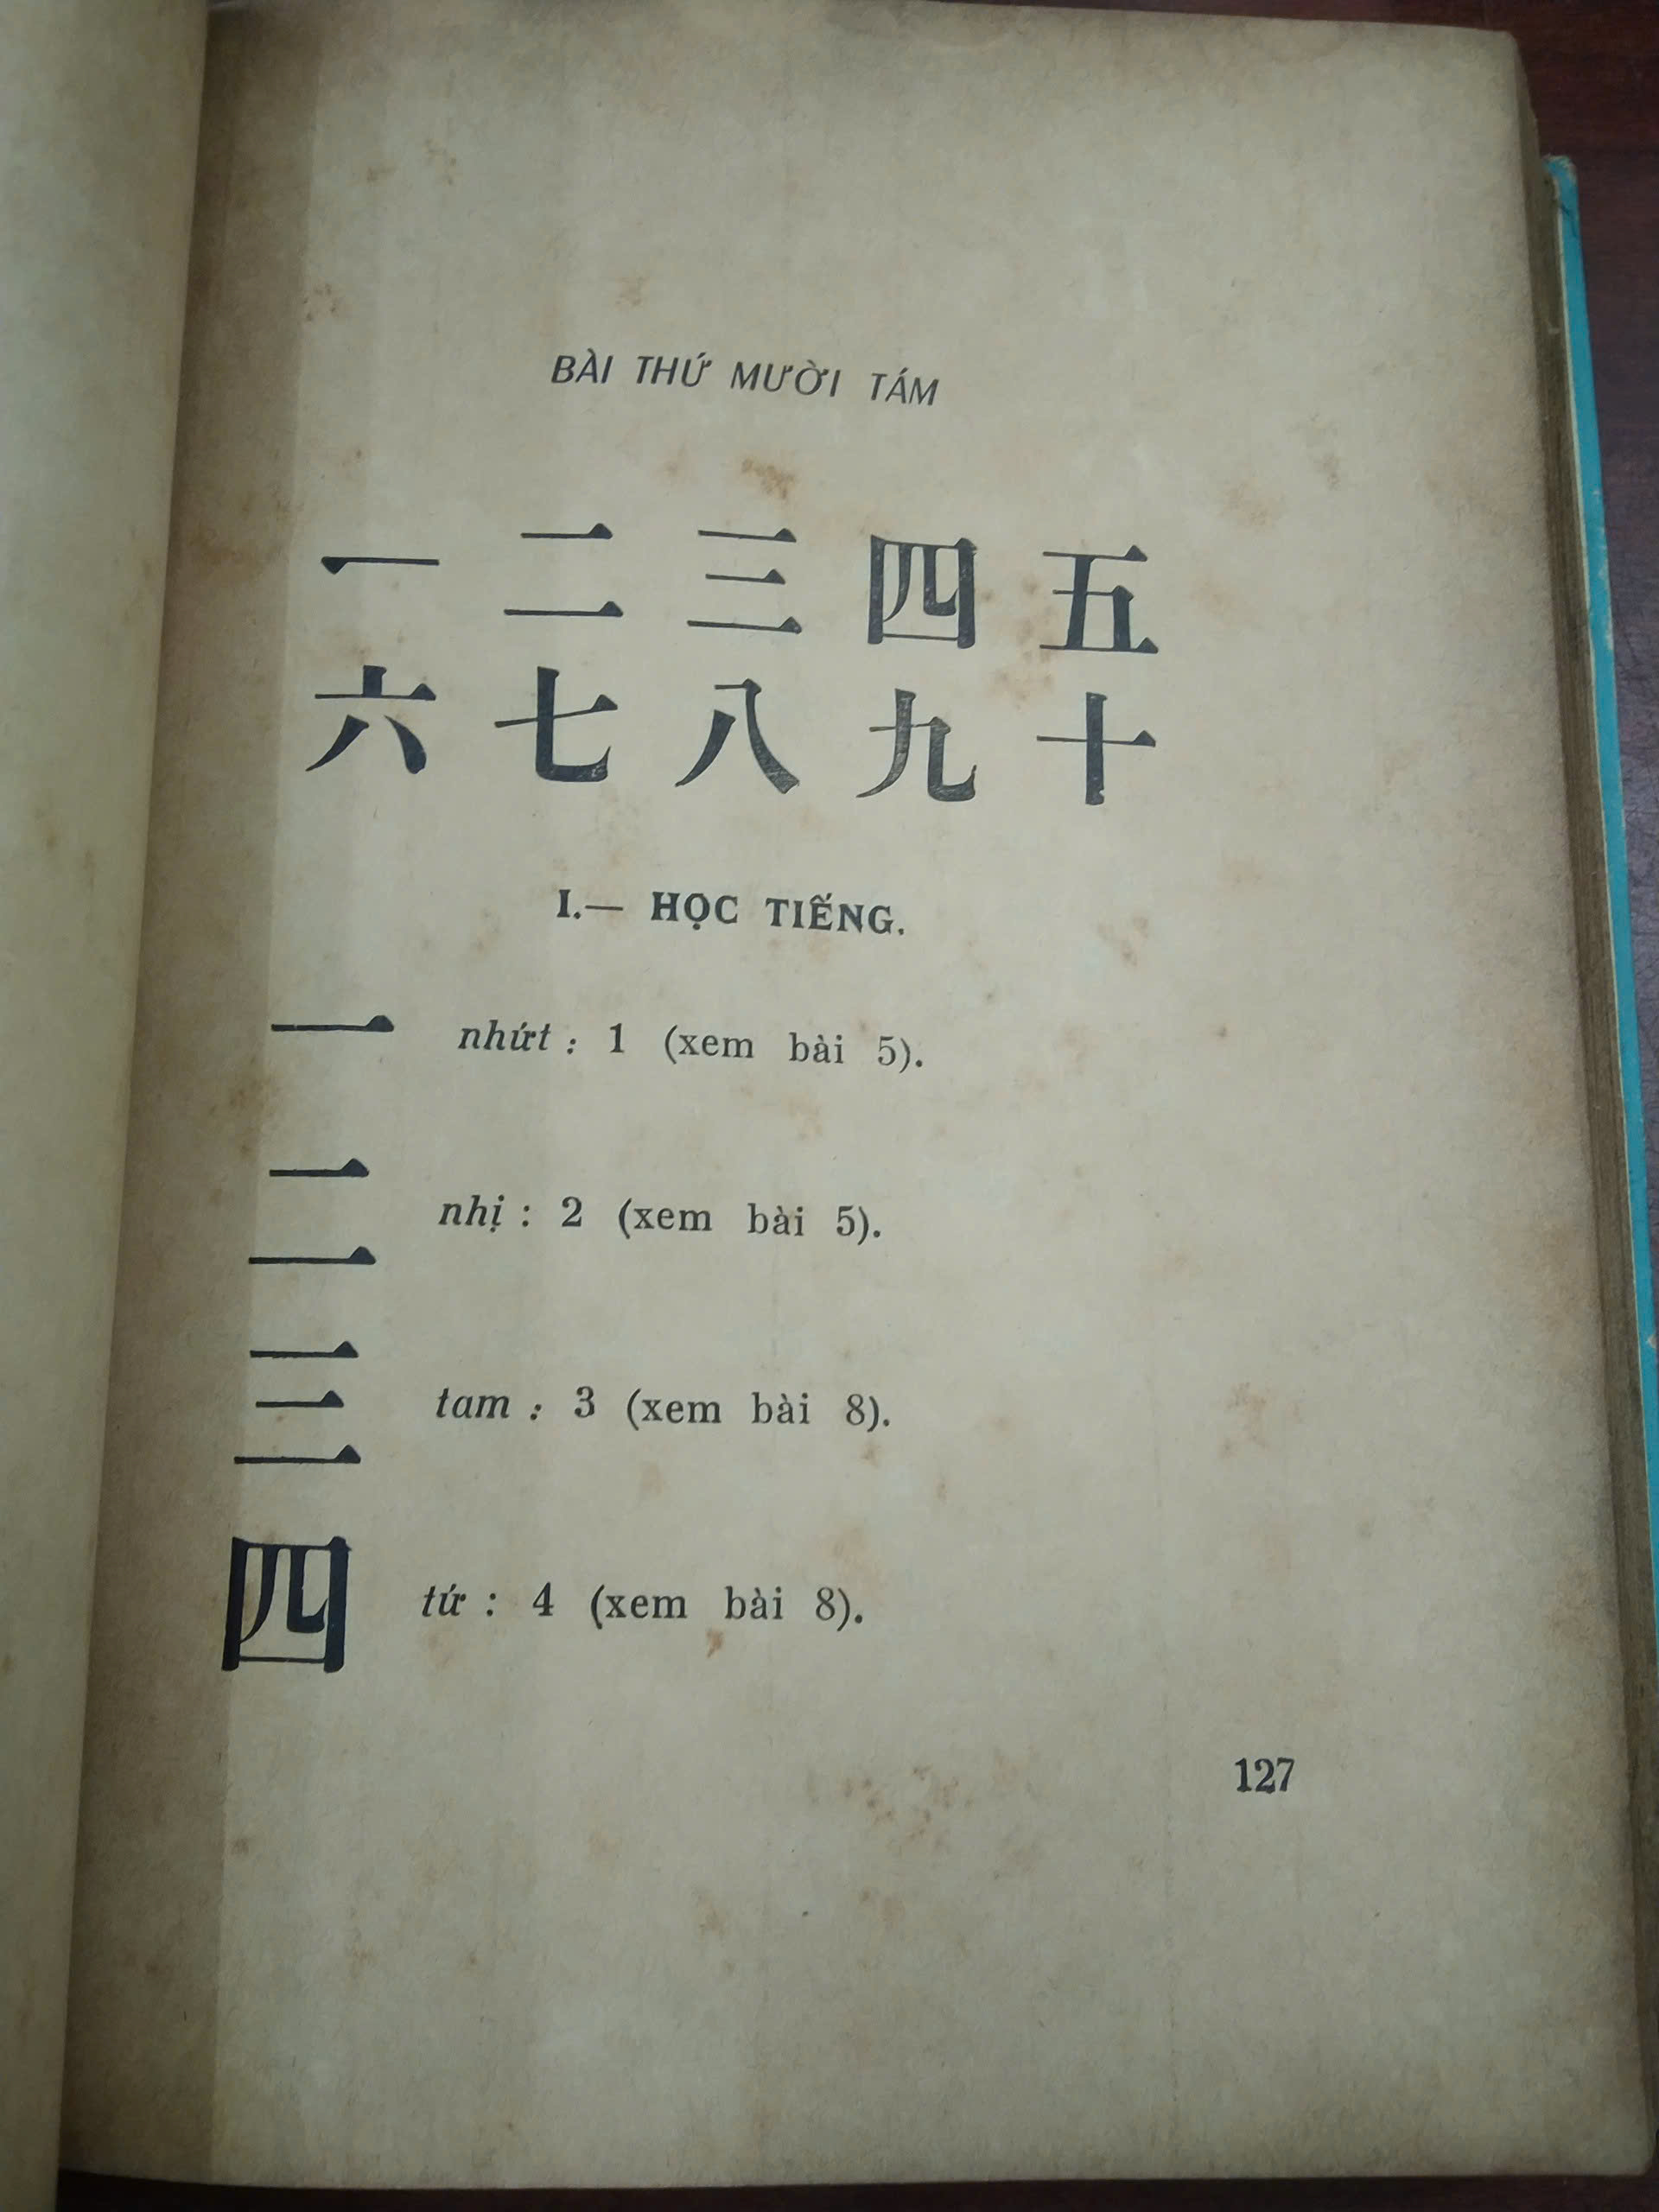 BÀI THỨ MƯỜI TÁM
一 二 三 四 五
六 七 八 九 十
I.— HỌC TIẾNG.
一 nhứt : 1 (xem bài 5).
二 nhị : 2 (xem bài 5).
三 tam : 3 (xem bài 8).
四 tứ : 4 (xem bài 8).
127